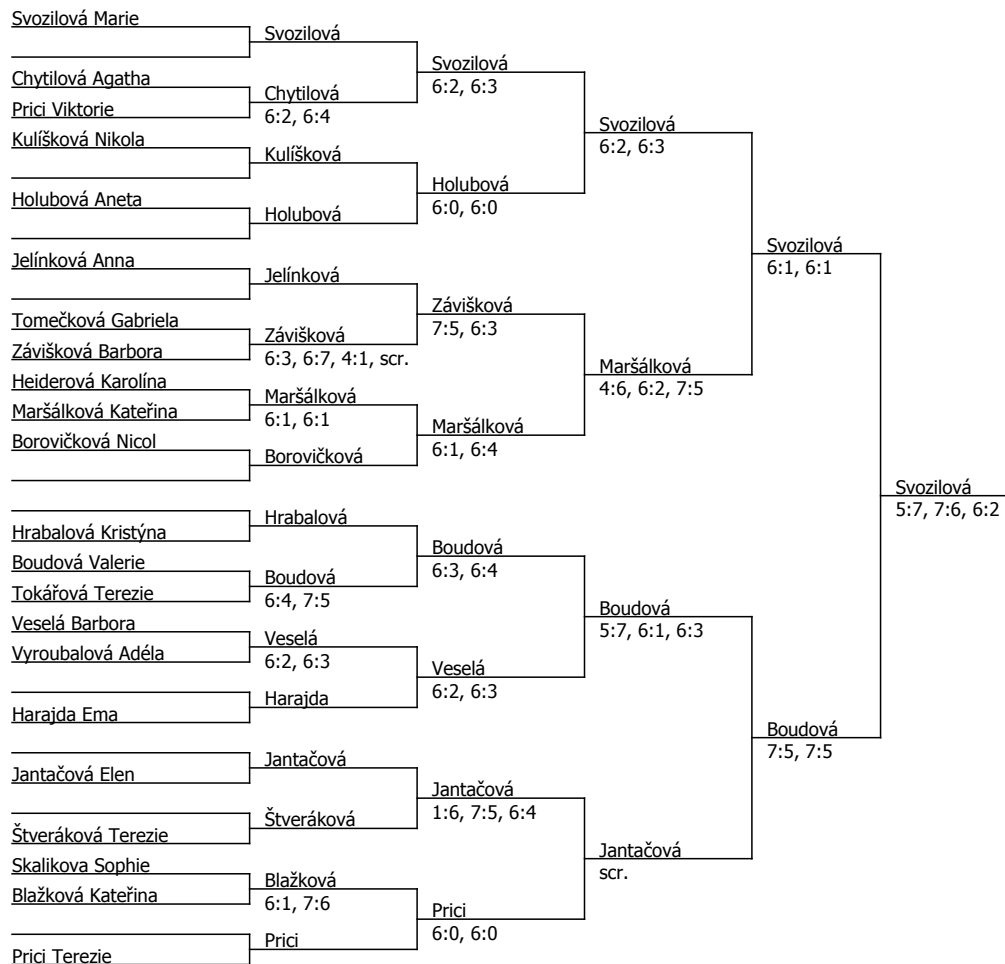 Svozilová Marie
Chytilová Agatha
Prici Viktorie
Kulíšková Nikola
Holubová Aneta
Jelínková Anna
Tomečková Gabriela
Závišková Barbora
Heiderová Karolína
Maršálková Kateřina
Borovičková Nicol
Hrabalová Kristýna
Boudová Valerie
Tokářová Terezie
Veselá Barbora
Vyroubalová Adéla
Harajda Ema
Jantačová Elen
Štveráková Terezie
Skalikova Sophie
Blažková Kateřina
Prici Terezie
Svozilová
Chytilová
6:2, 6:4
Kulíšková
Holubová
Jelínková
Závišková
6:3, 6:7, 4:1, scr.
Maršálková
6:1, 6:1
Borovičková
Hrabalová
Boudová
6:4, 7:5
Veselá
6:2, 6:3
Harajda
Jantačová
Štveráková
Blažková
6:1, 7:6
Prici
Svozilová
6:2, 6:3
Holubová
6:0, 6:0
Závišková
7:5, 6:3
Maršálková
6:1, 6:4
Boudová
6:3, 6:4
Veselá
6:2, 6:3
Jantačová
1:6, 7:5, 6:4
Prici
6:0, 6:0
Svozilová
6:2, 6:3
Maršálková
4:6, 6:2, 7:5
Boudová
5:7, 6:1, 6:3
Jantačová
scr.
Svozilová
6:1, 6:1
Boudová
7:5, 7:5
Svozilová
5:7, 7:6, 6:2